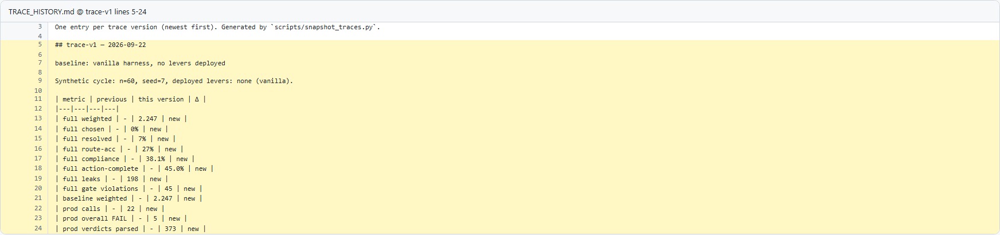 TRACE_HISTORY.md @ trace-v1 lines 5-24
3 One entry per trace version (newest first). Generated by `scripts/snapshot_traces.py`.
4
5 ## trace-v1 — 2026-09-22
6
7 baseline: vanilla harness, no levers deployed
8
9 Synthetic cycle: n=60, seed=7, deployed levers: none (vanilla).
10
11 | metric | previous | this version | Δ |
12 |---|---|---|---|
13 | full weighted | - | 2.247 | new |
14 | full chosen | - | 0% | new |
15 | full resolved | - | 7% | new |
16 | full route-acc | - | 27% | new |
17 | full compliance | - | 38.1% | new |
18 | full action-complete | - | 45.0% | new |
19 | full leaks | - | 198 | new |
20 | full gate violations | - | 45 | new |
21 | baseline weighted | - | 2.247 | new |
22 | prod calls | - | 22 | new |
23 | prod overall FAIL | - | 5 | new |
24 | prod verdicts parsed | - | 373 | new |